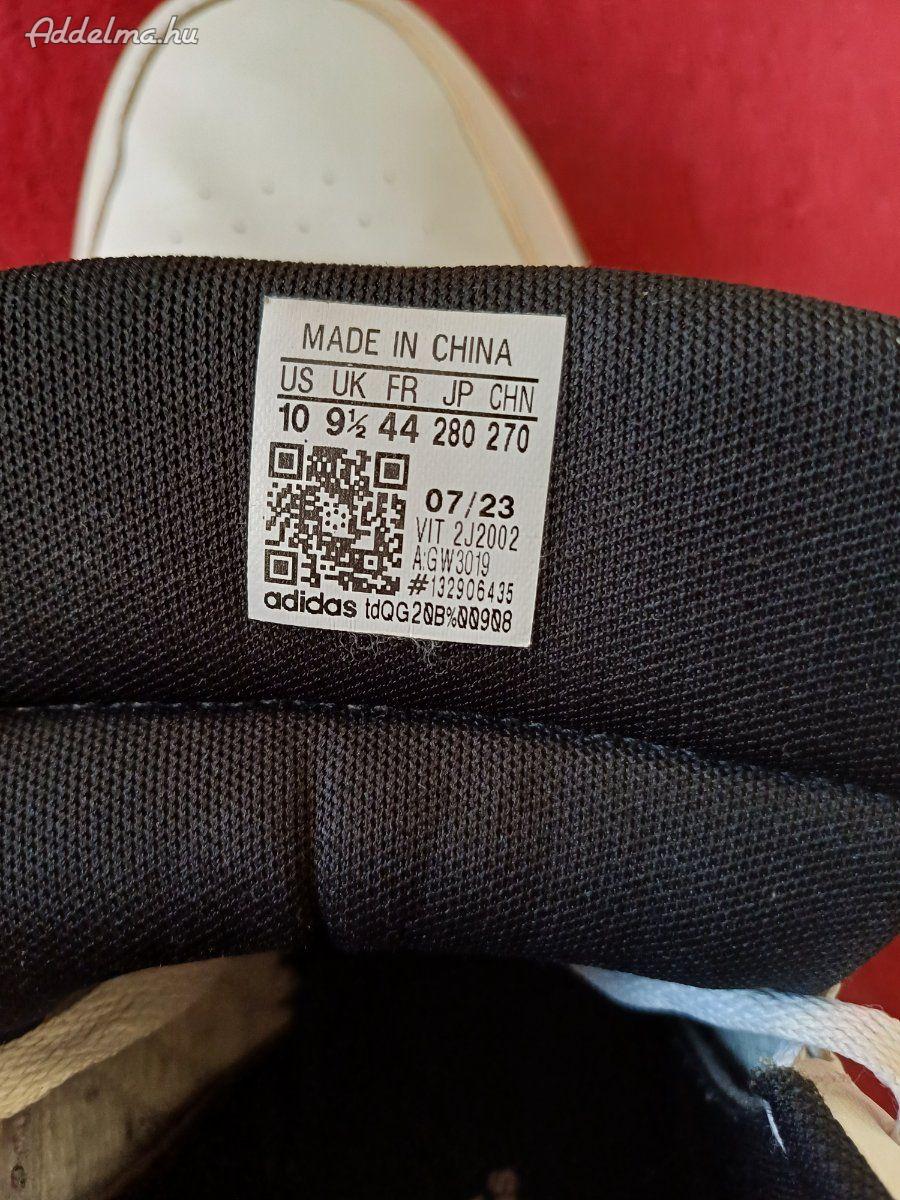 Addelma.hu
MADE IN CHINA
US UK FR JP CHN
10 9½ 44 280 270
07/23
VIT 2J2002
A:GW3019
#132906435
adidas tdQG20B%00908